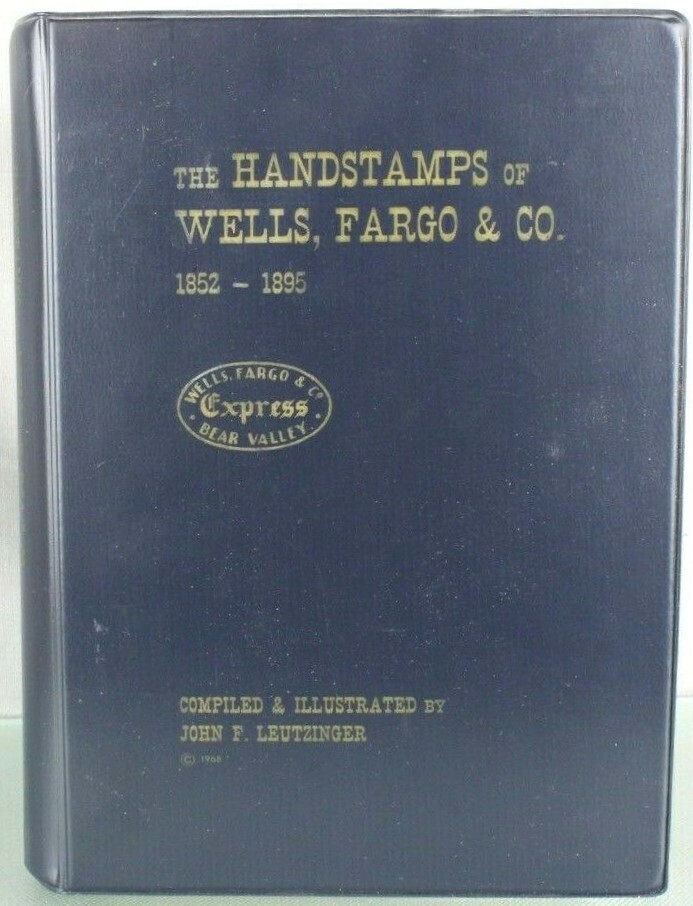 THE HANDSTAMPS OF
WELLS, FARGO & CO.
1852 - 1895
WELLS, FARGO & Co
Express
BEAR VALLEY.
COMPILED & ILLUSTRATED BY
JOHN F. LEUTZINGER
© 1968